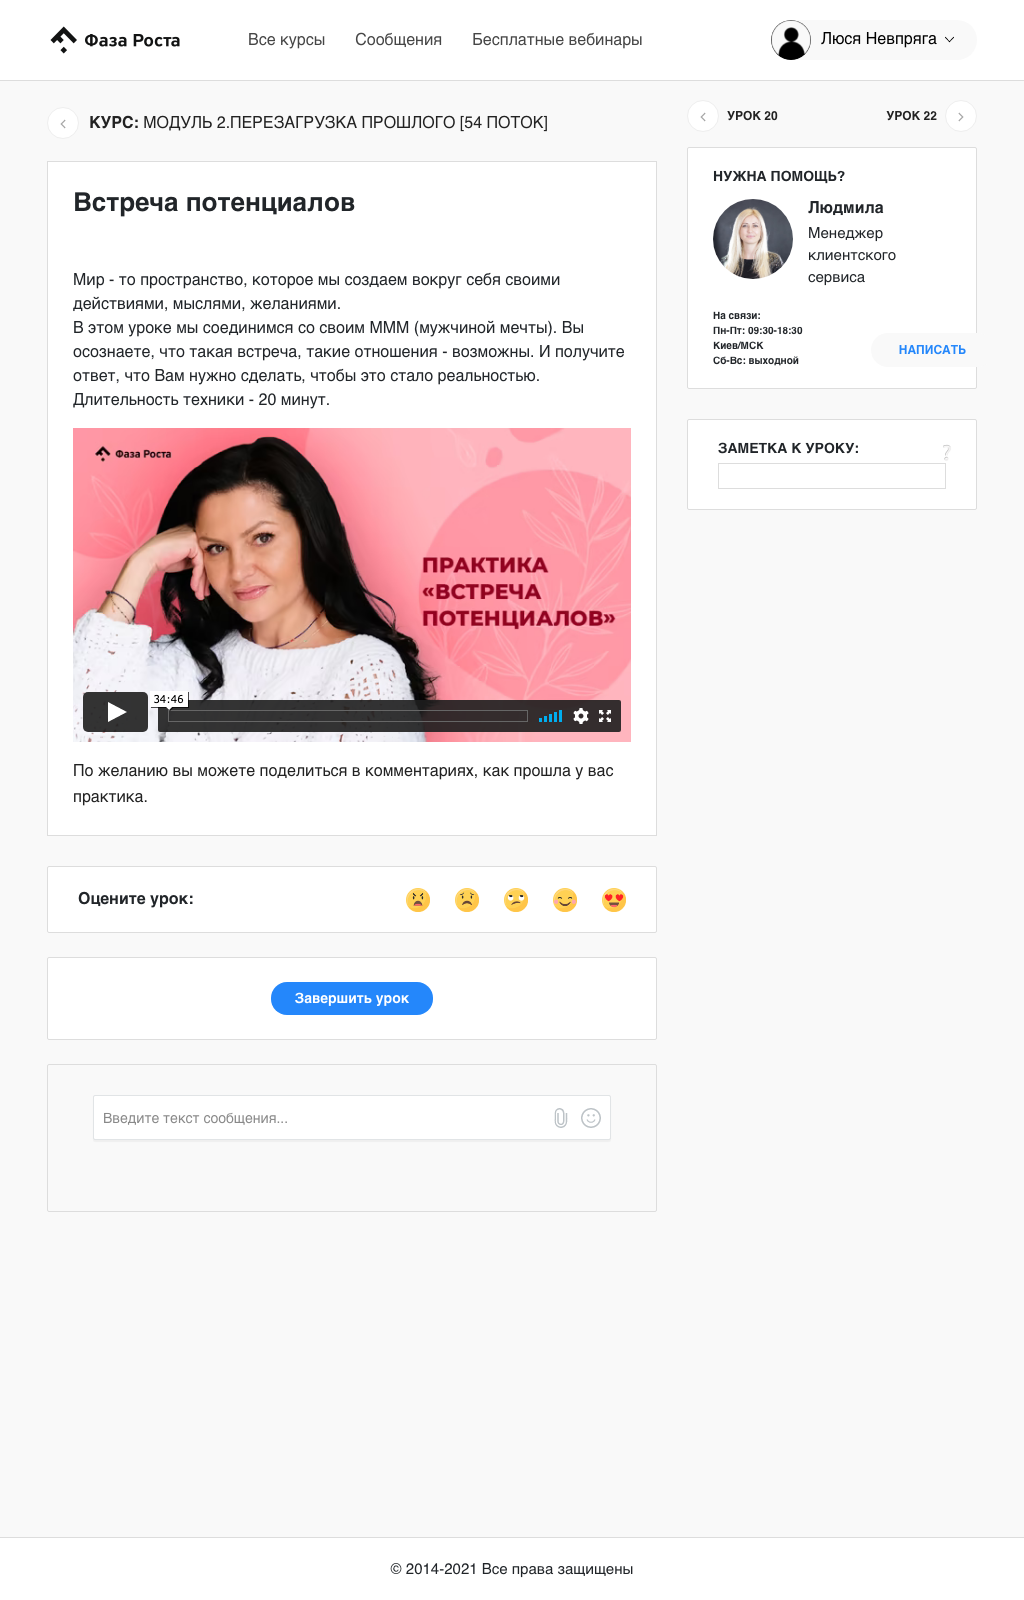 Фаза Роста
Все курсы
Сообщения
Бесплатные вебинары
Люся Невпряга
КУРС: МОДУЛЬ 2.ПЕРЕЗАГРУЗКА ПРОШЛОГО [54 ПОТОК]
Встреча потенциалов
Мир - то пространство, которое мы создаем вокруг себя своими
действиями, мыслями, желаниями.
В этом уроке мы соединимся со своим МММ (мужчиной мечты). Вы
осознаете, что такая встреча, такие отношения - возможны. И получите
ответ, что Вам нужно сделать, чтобы это стало реальностью.
Длительность техники - 20 минут.
Фаза Роста
ПРАКТИКА
«ВСТРЕЧА
ПОТЕНЦИАЛОВ»
34:46
По желанию вы можете поделиться в комментариях, как прошла у вас
практика.
Оцените урок:
Завершить урок
Введите текст сообщения...
УРОК 20
УРОК 22
НУЖНА ПОМОЩЬ?
Людмила
Менеджер
клиентского
сервиса
На связи:
Пн-Пт: 09:30-18:30
Киев/МСК
Сб-Вс: выходной
НАПИСАТЬ
ЗАМЕТКА К УРОКУ:
?
© 2014-2021 Все права защищены